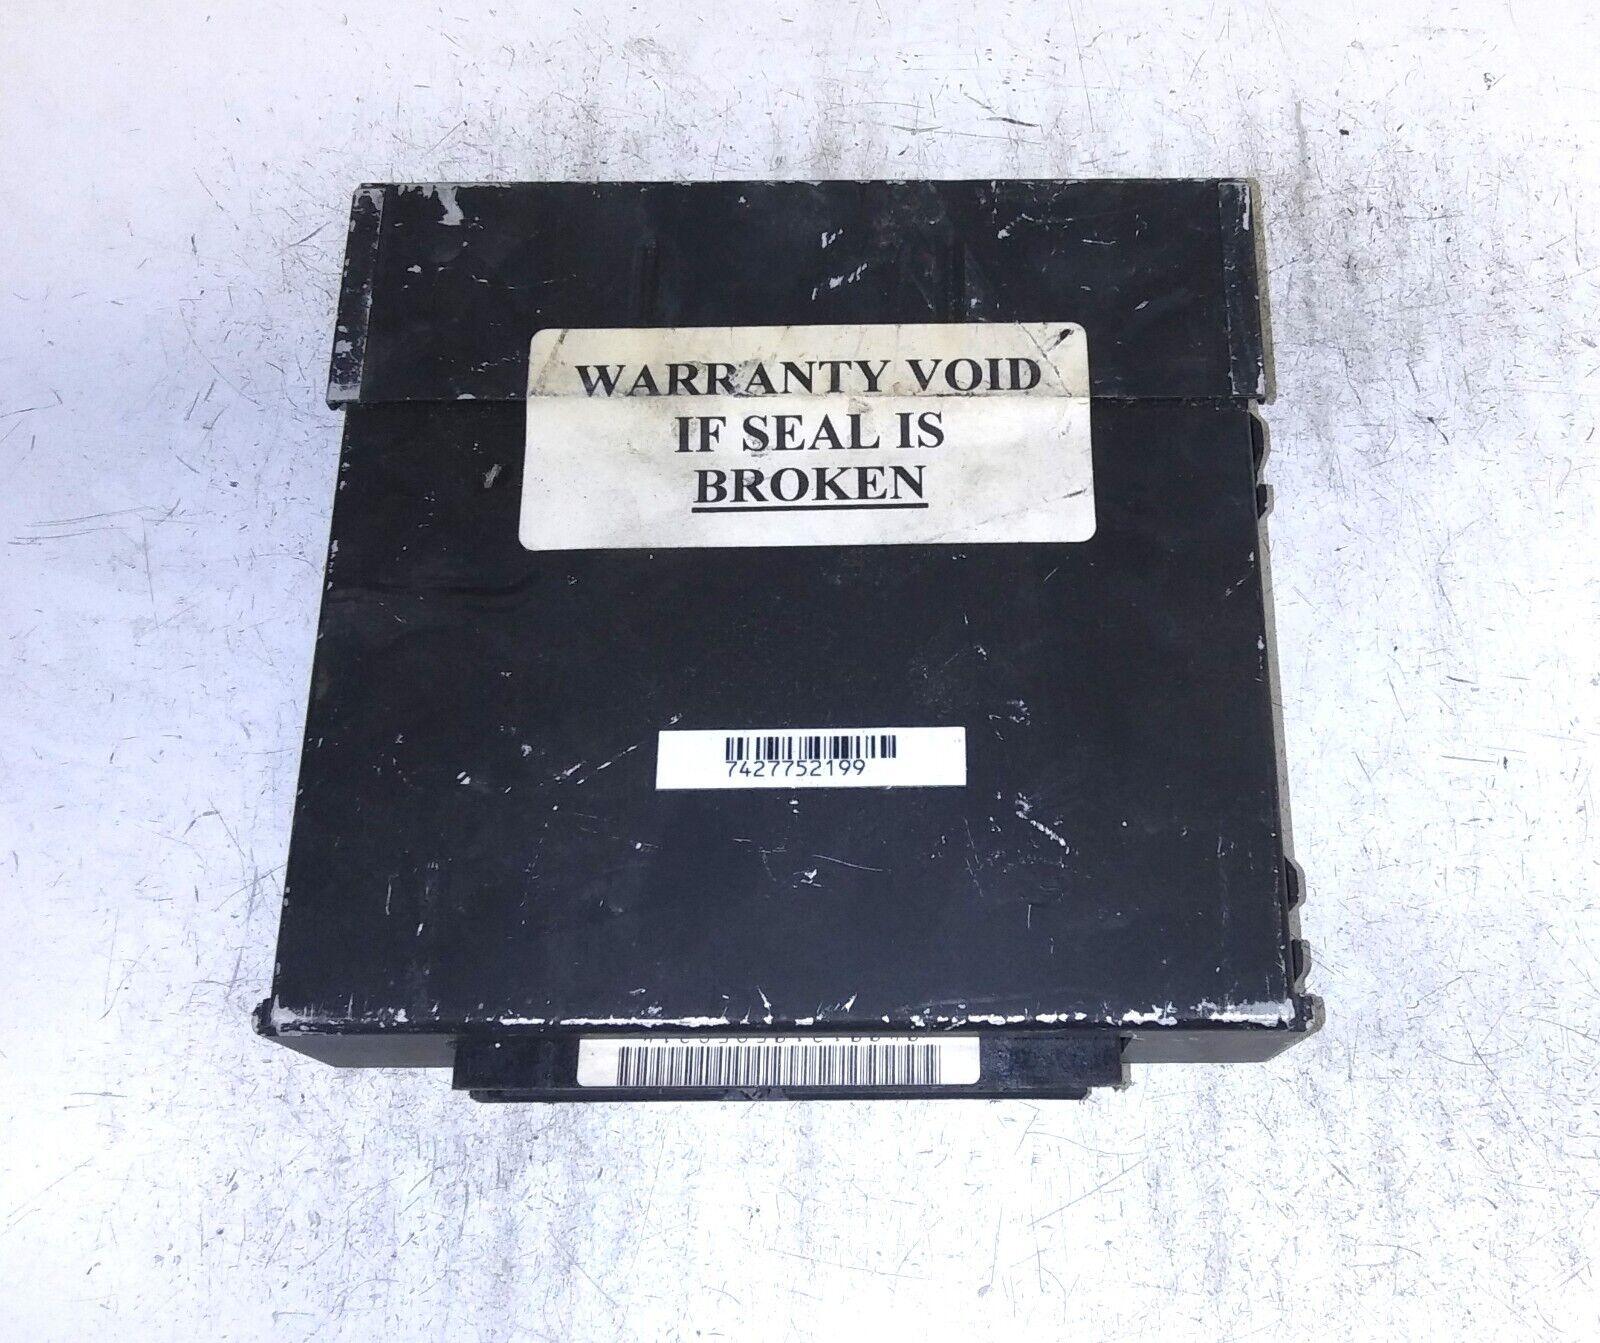 WARRANTY VOID
IF SEAL IS
BROKEN
7427752199